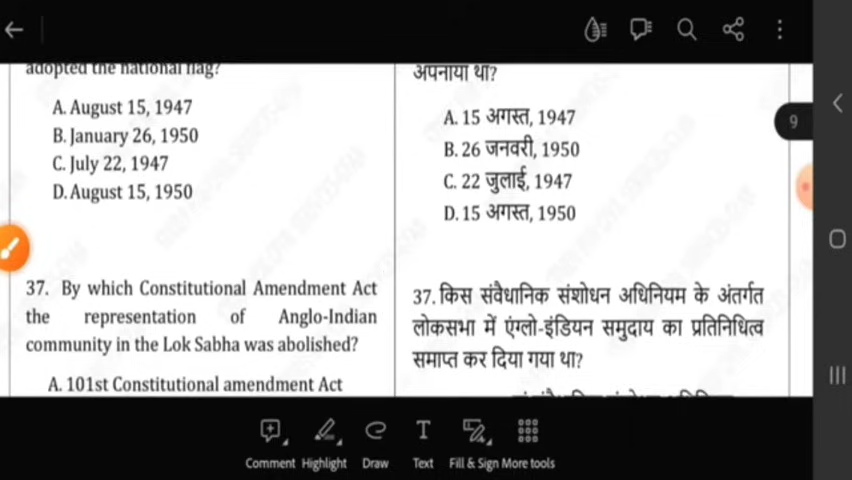 adopted the national flag?
A. August 15, 1947
B. January 26, 1950
C. July 22, 1947
D. August 15, 1950
37. By which Constitutional Amendment Act
the representation of Anglo-Indian
community in the Lok Sabha was abolished?
A. 101st Constitutional amendment Act
अपनाया था?
A. 15 अगस्त, 1947
B. 26 जनवरी, 1950
C. 22 जुलाई, 1947
D. 15 अगस्त, 1950
37. किस संवैधानिक संशोधन अधिनियम के अंतर्गत
लोकसभा में एंग्लो-इंडियन समुदाय का प्रतिनिधित्व
समाप्त कर दिया गया था?
9
Comment Highlight Draw Text Fill & Sign More tools